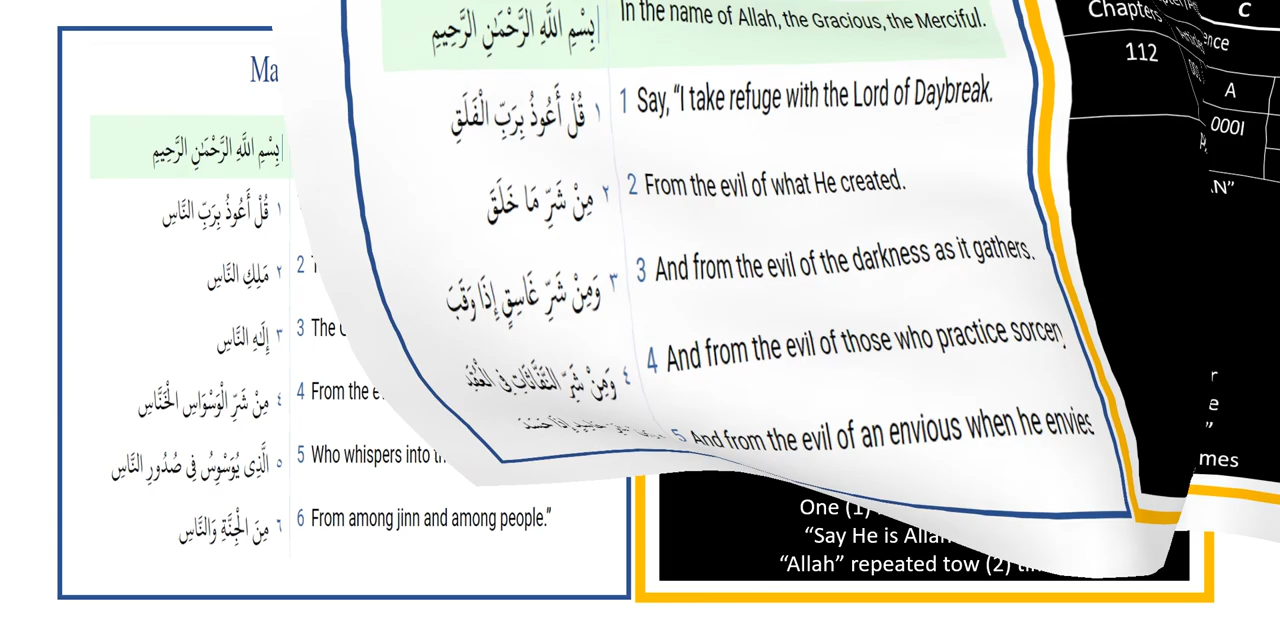 Ma
بِسْمِ اللَّهِ الرَّحْمَٰنِ الرَّحِيمِ
١ قُلْ أَعُوذُ بِرَبِّ النَّاسِ
٢ مَلِكِ النَّاسِ
2
٣ إِلَٰهِ النَّاسِ
3 The
٤ مِنْ شَرِّ الْوَسْوَاسِ الْخَنَّاسِ
4 From the
٥ الَّذِى يُوَسْوِسُ فِى صُدُورِ النَّاسِ
5 Who whispers into
٦ مِنَ الْجِنَّةِ وَالنَّاسِ
6 From among jinn and among people.”
بِسْمِ اللَّهِ الرَّحْمَٰنِ الرَّحِيمِ
In the name of Allah, the Gracious, the Merciful.
١ قُلْ أَعُوذُ بِرَبِّ الْفَلَقِ
1 Say, “I take refuge with the Lord of Daybreak.
٢ مِنْ شَرِّ مَا خَلَقَ
2 From the evil of what He created.
٣ وَمِنْ شَرِّ غَاسِقٍ إِذَا وَقَبَ
3 And from the evil of the darkness as it gathers.
٤ وَمِنْ شَرِّ النَّفَّاثَاتِ فِى الْعُقَدِ
4 And from the evil of those who practice
5 And from the evil of an envious when he envies
Chapters
112
C
A
000I
mes
One (1)
“Say He is Allah
“Allah” repeated tow (2)